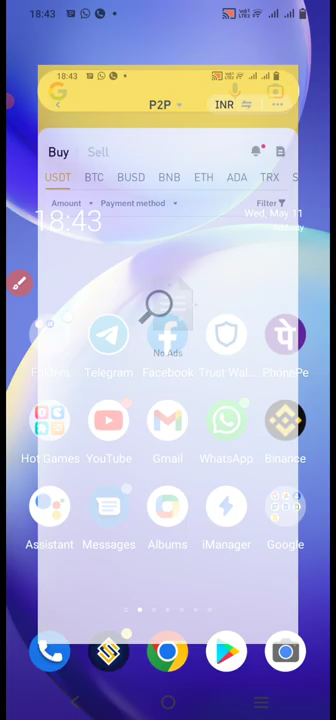 18:43
18:43
P2P INR
Buy Sell
USDT BTC BUSD BNB ETH ADA TRX S
Amount Payment method Filter
18:43 Wed, May 11
No Ads
Telegram Facebook Trust Wal... PhonePe
Hot Games YouTube Gmail WhatsApp Binance
Assistant Messages Albums iManager Google